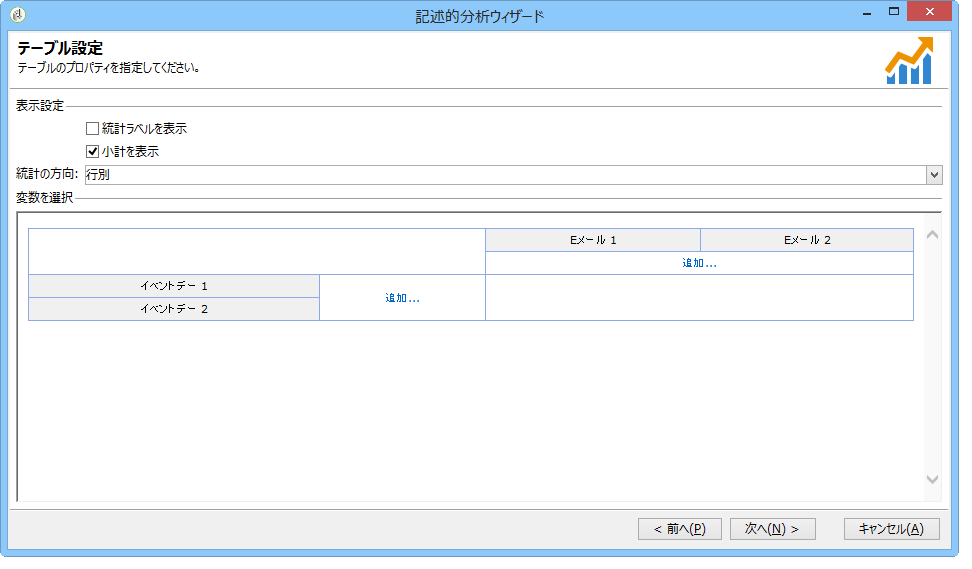 記述的分析ウィザード
テーブル設定
テーブルのプロパティを指定してください。
表示設定
統計ラベルを表示
小計を表示
統計の方向: 行別
変数を選択
Eメール 1 Eメール 2
追加...
イベントデー 1
追加...
イベントデー 2
< 前へ(P) 次へ(N) > キャンセル(A)